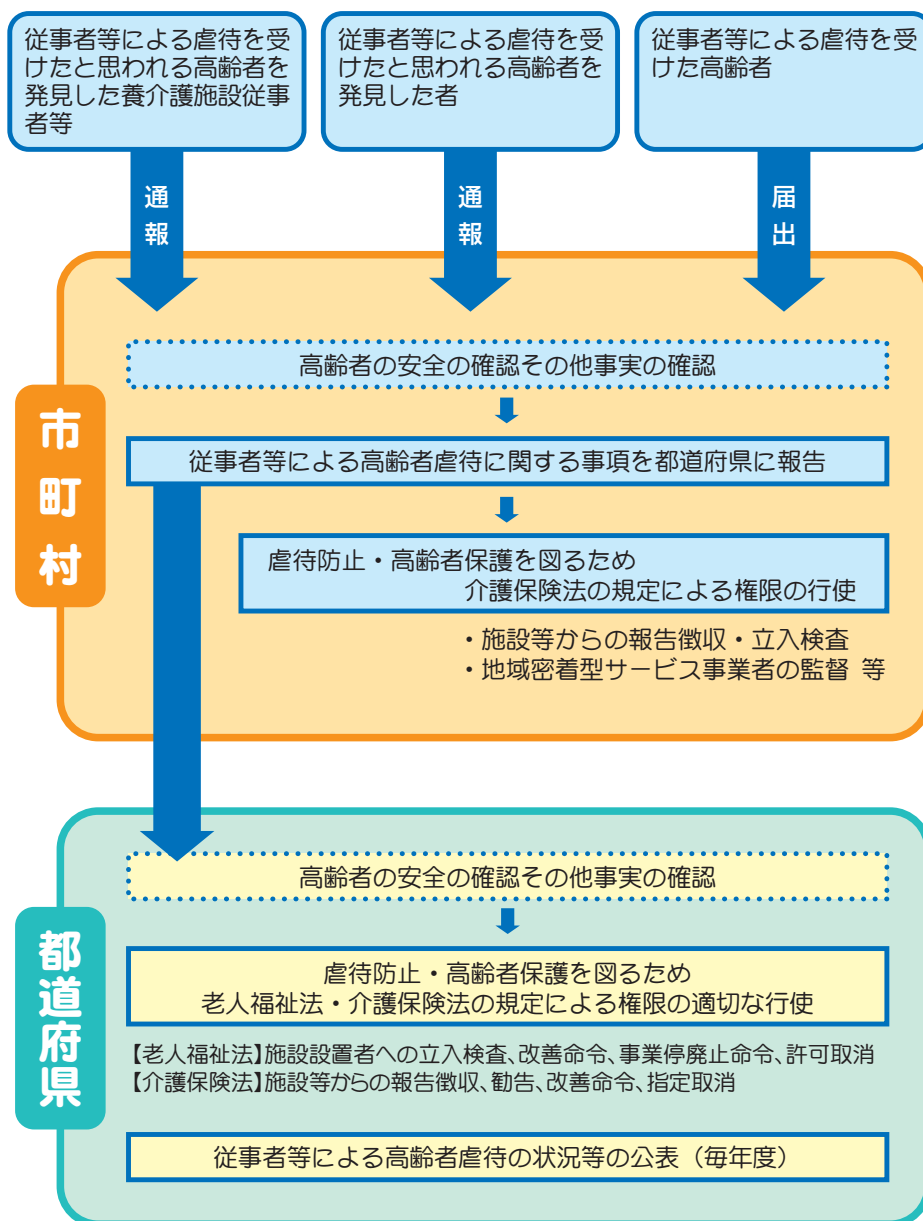 従事者等による虐待を受
けたと思われる高齢者を
発見した養介護施設従事
者等
従事者等による虐待を受
けたと思われる高齢者を
発見した者
従事者等による虐待を受
けた高齢者
通報
通報
届出
市町村
高齢者の安全の確認その他事実の確認
従事者等による高齢者虐待に関する事項を都道府県に報告
虐待防止・高齢者保護を図るため
介護保険法の規定による権限の行使
・施設等からの報告徴収・立入検査
・地域密着型サービス事業者の監督 等
都道府県
高齢者の安全の確認その他事実の確認
虐待防止・高齢者保護を図るため
老人福祉法・介護保険法の規定による権限の適切な行使
【老人福祉法】施設設置者への立入検査、改善命令、事業停廃止命令、許可取消
【介護保険法】施設等からの報告徴収、勧告、改善命令、指定取消
従事者等による高齢者虐待の状況等の公表（毎年度）